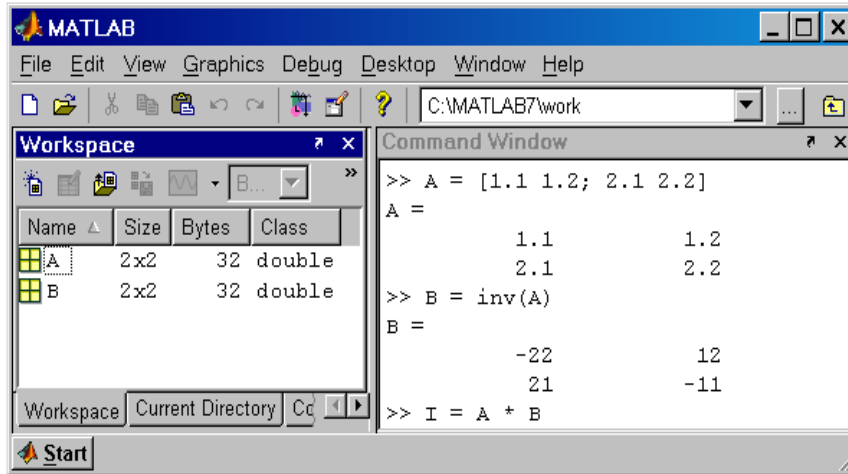 MATLAB
File Edit View Graphics Debug Desktop Window Help
C:\MATLAB7\work ...
Workspace
B...
Name Size Bytes Class
A 2x2 32 double
B 2x2 32 double
Workspace Current Directory
Start
Command Window
>> A = [1.1 1.2; 2.1 2.2]
A =
1.1 1.2
2.1 2.2
>> B = inv(A)
B =
-22 12
21 -11
>> I = A * B